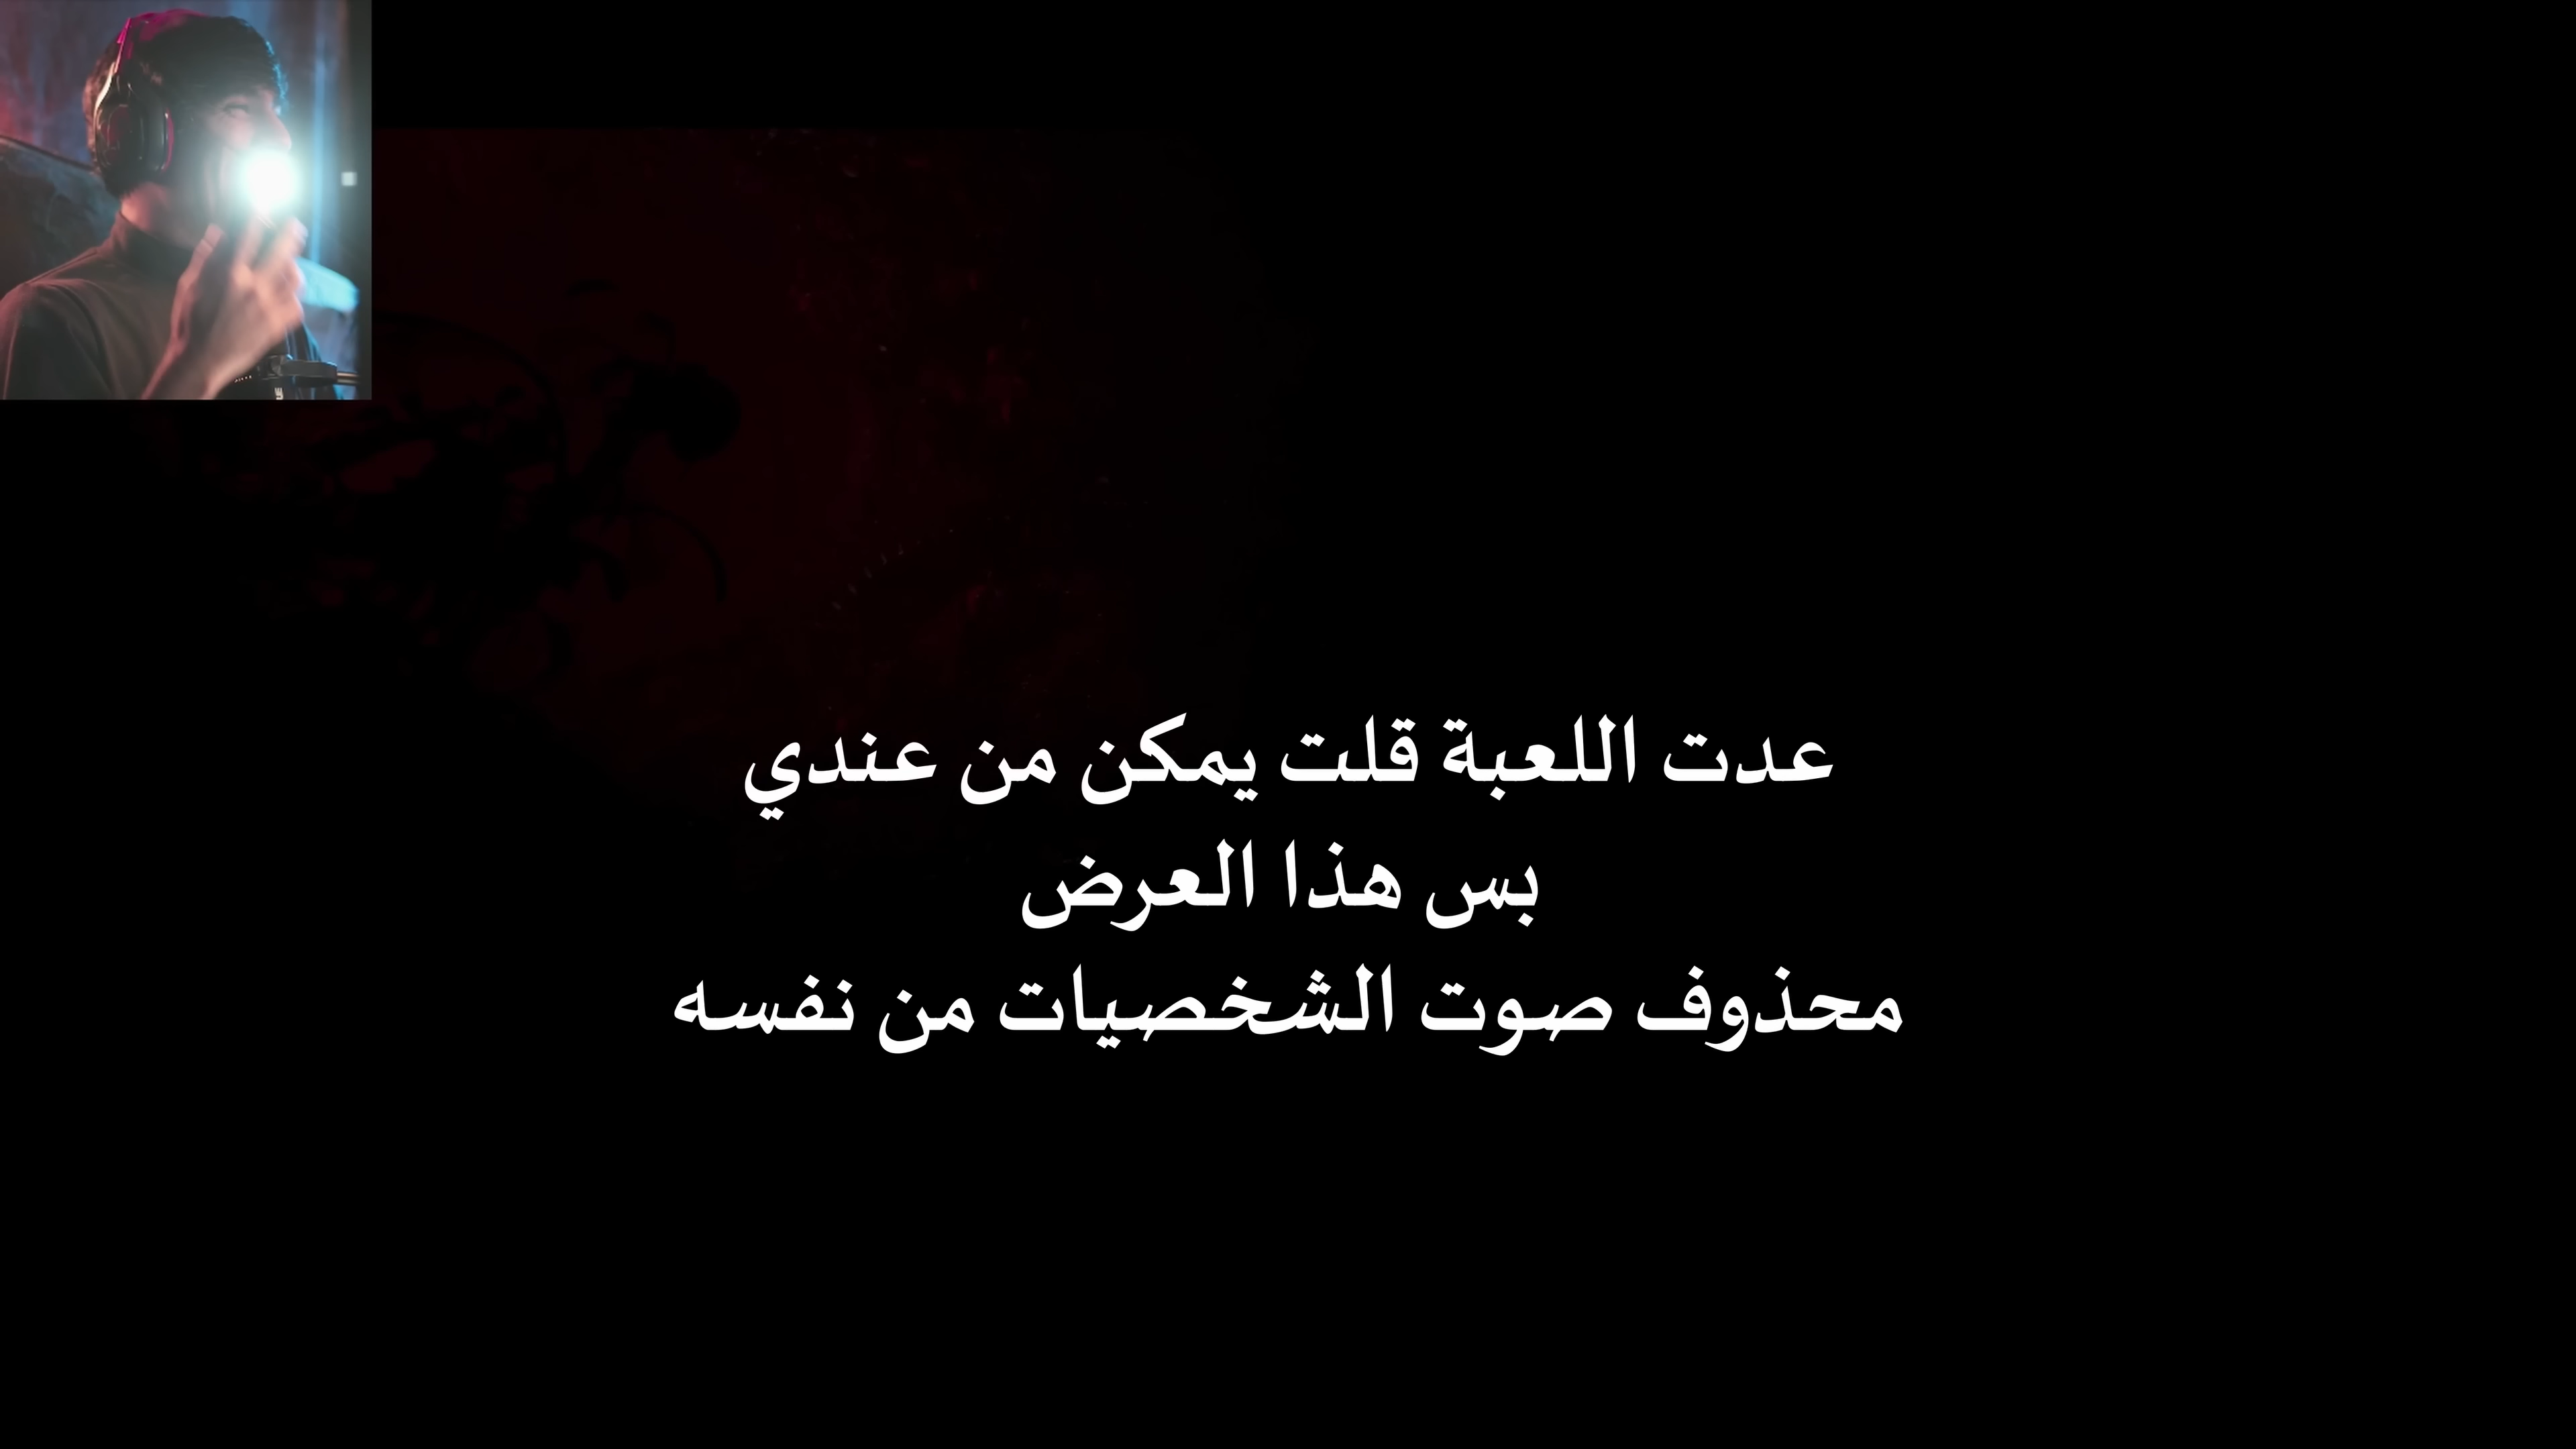 عدت اللعبة قلت يمكن من عندي
بس هذا العرض
محذوف صوت الشخصيات من نفسه